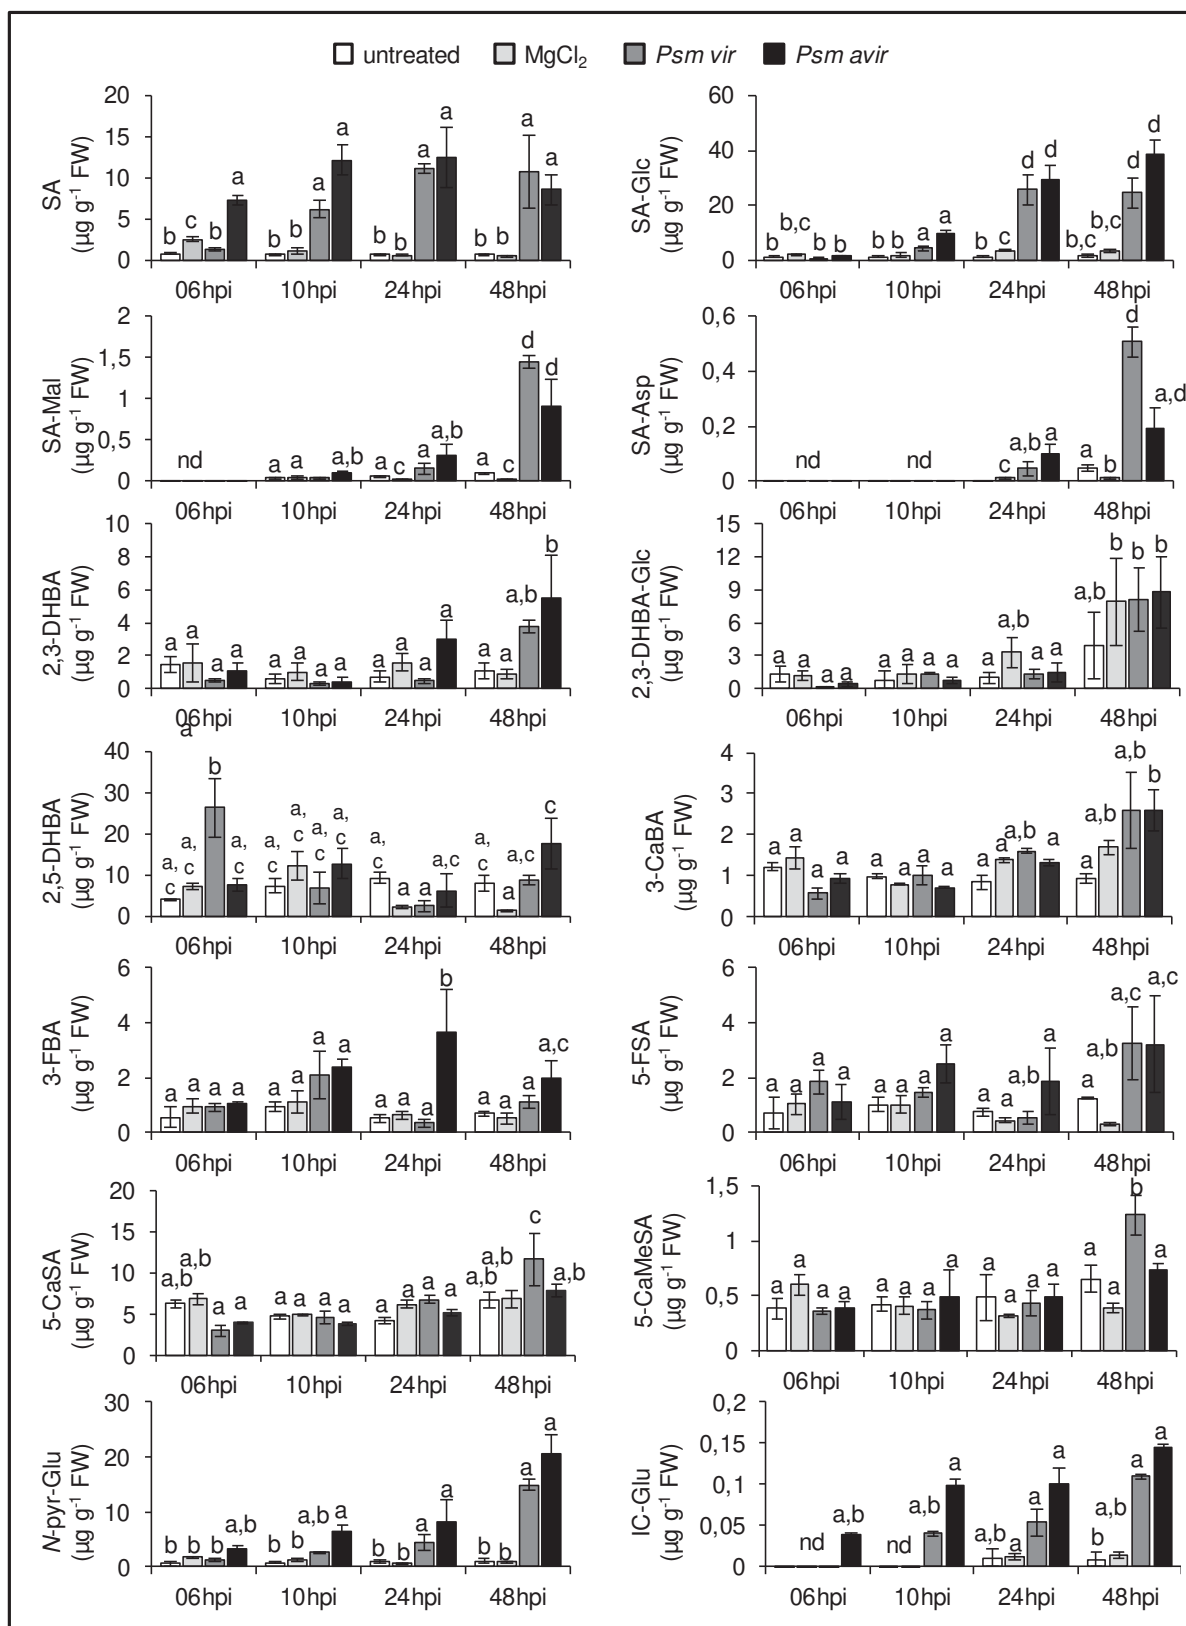 untreated MgCl₂ Psm vir Psm avir
SA
(µg g⁻¹ FW)
20
15
10
5
0
b c b a b b a a b b a a b b a a
06hpi 10hpi 24hpi 48hpi
SA-Glc
(µg g⁻¹ FW)
60
40
20
0
b b,c b b b b a a b c d d b,c b,c d d
06hpi 10hpi 24hpi 48hpi
SA-Mal
(µg g⁻¹ FW)
2
1,5
1
0,5
0
nd a a a,b a c a a,b a c d d
06hpi 10hpi 24hpi 48hpi
SA-Asp
(µg g⁻¹ FW)
0,6
0,4
0,2
0
nd nd c a,b a a b d a,d
06hpi 10hpi 24hpi 48hpi
2,3-DHBA
(µg g⁻¹ FW)
10
8
6
4
2
0
a a a a a a a a a a a a a a a,b b
06hpi 10hpi 24hpi 48hpi
2,3-DHBA-Glc
(µg g⁻¹ FW)
15
12
9
6
3
0
a a a a a a a a a a,b a a a,b b b b
06hpi 10hpi 24hpi 48hpi
a
2,5-DHBA
(µg g⁻¹ FW)
40
30
20
10
0
a,c a,c b a,c a,c a,c a,c a,c a,c a a a,c a,c a a,c c
06hpi 10hpi 24hpi 48hpi
3-CaBA
(µg g⁻¹ FW)
4
3
2
1
0
a a a a a a a a a a a,b a a a,b a,b b
06hpi 10hpi 24hpi 48hpi
3-FBA
(µg g⁻¹ FW)
6
4
2
0
a a a a a a a a a a a b a a a a,c
06hpi 10hpi 24hpi 48hpi
5-FSA
(µg g⁻¹ FW)
6
4
2
0
a a a a a a a a a a a,b a a a,b a,c a,c
06hpi 10hpi 24hpi 48hpi
5-CaSA
(µg g⁻¹ FW)
20
15
10
5
0
a,b a,b a a a a a a a a a a a,b a,b c a,b
06hpi 10hpi 24hpi 48hpi
5-CaMeSA
(µg g⁻¹ FW)
1,5
1
0,5
0
a a a a a a a a a a a a a a b a
06hpi 10hpi 24hpi 48hpi
N-pyr-Glu
(µg g⁻¹ FW)
30
20
10
0
b b b a,b b b a,b a b b a a b b a a
06hpi 10hpi 24hpi 48hpi
IC-Glu
(µg g⁻¹ FW)
0,2
0,15
0,1
0,05
0
nd a,b nd a,b a a,b a a a b a,b a a
06hpi 10hpi 24hpi 48hpi